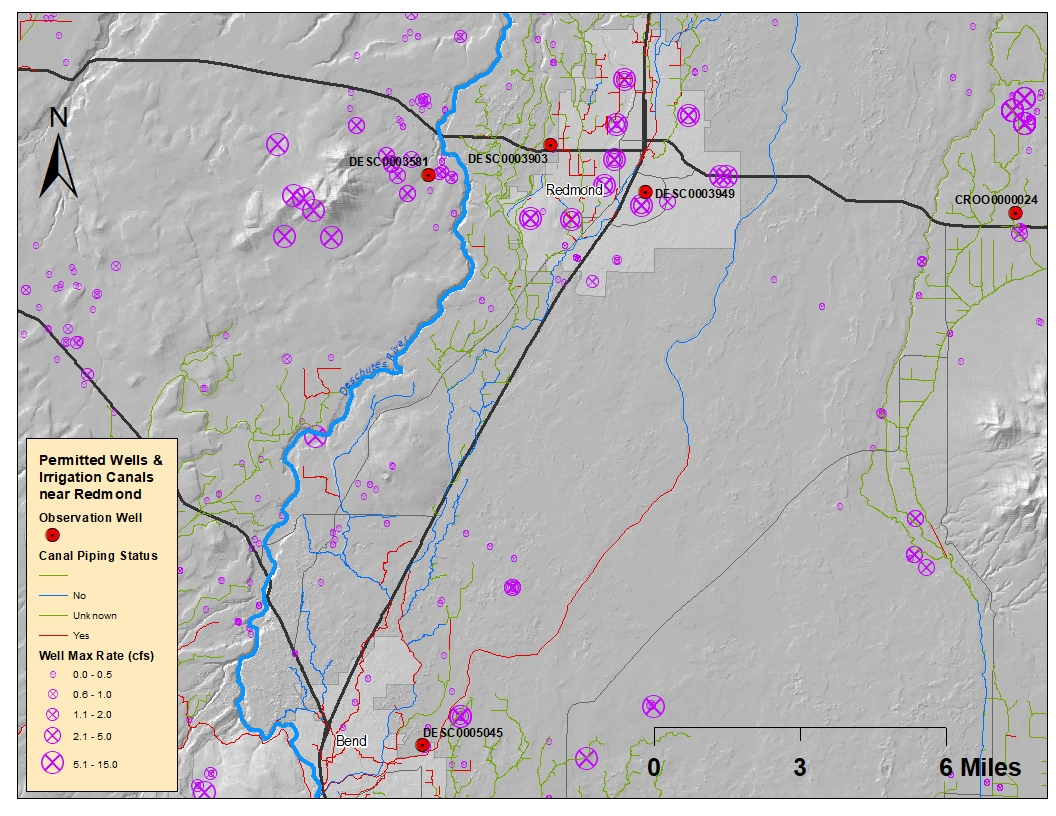 N
DESC0003581
DESC0003903
Redmond
DESC0003949
CROO0000024
Deschutes River
Permitted Wells &
Irrigation Canals
near Redmond
Observation Well
Canal Piping Status
No
Unknown
Yes
Well Max Rate (cfs)
0.0 - 0.5
0.6 - 1.0
1.1 - 2.0
2.1 - 5.0
5.1 - 15.0
DESC0005045
Bend
0 3 6 Miles